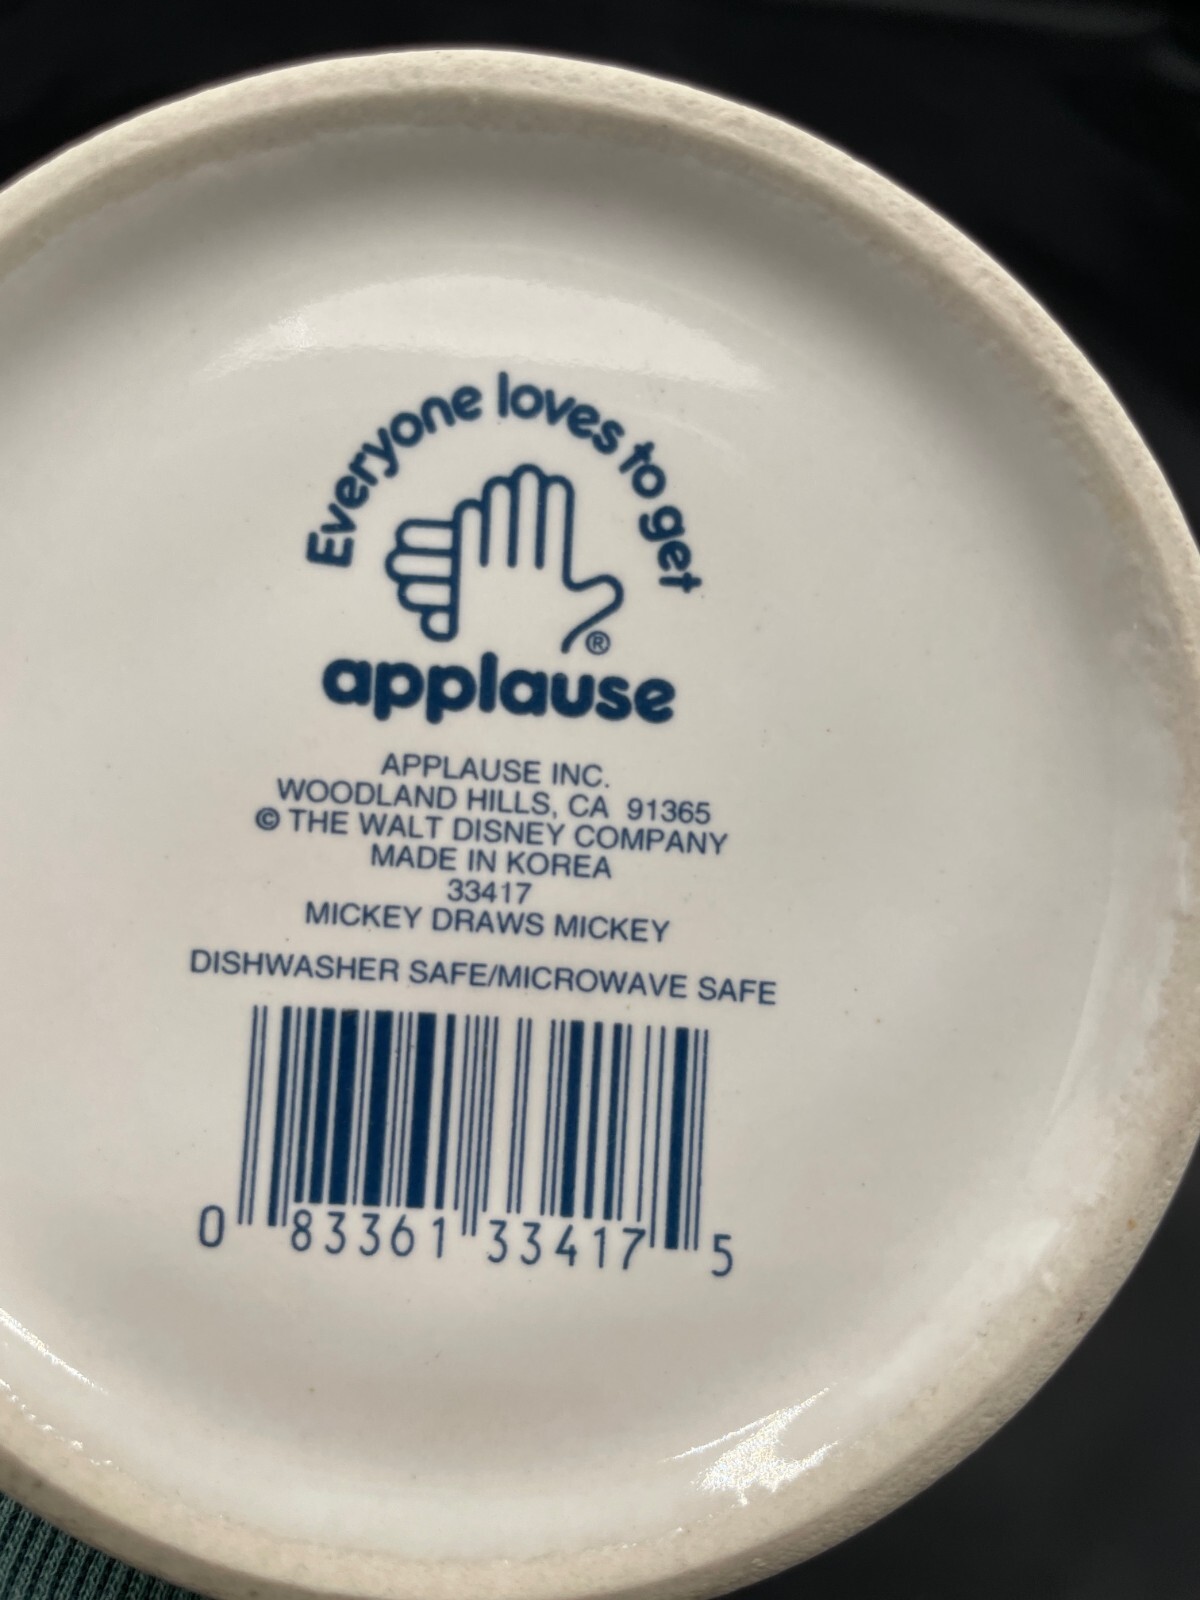 Everyone loves to get
®
applause
APPLAUSE INC.
WOODLAND HILLS, CA 91365
© THE WALT DISNEY COMPANY
MADE IN KOREA
33417
MICKEY DRAWS MICKEY
DISHWASHER SAFE/MICROWAVE SAFE
0 83361 33417 5